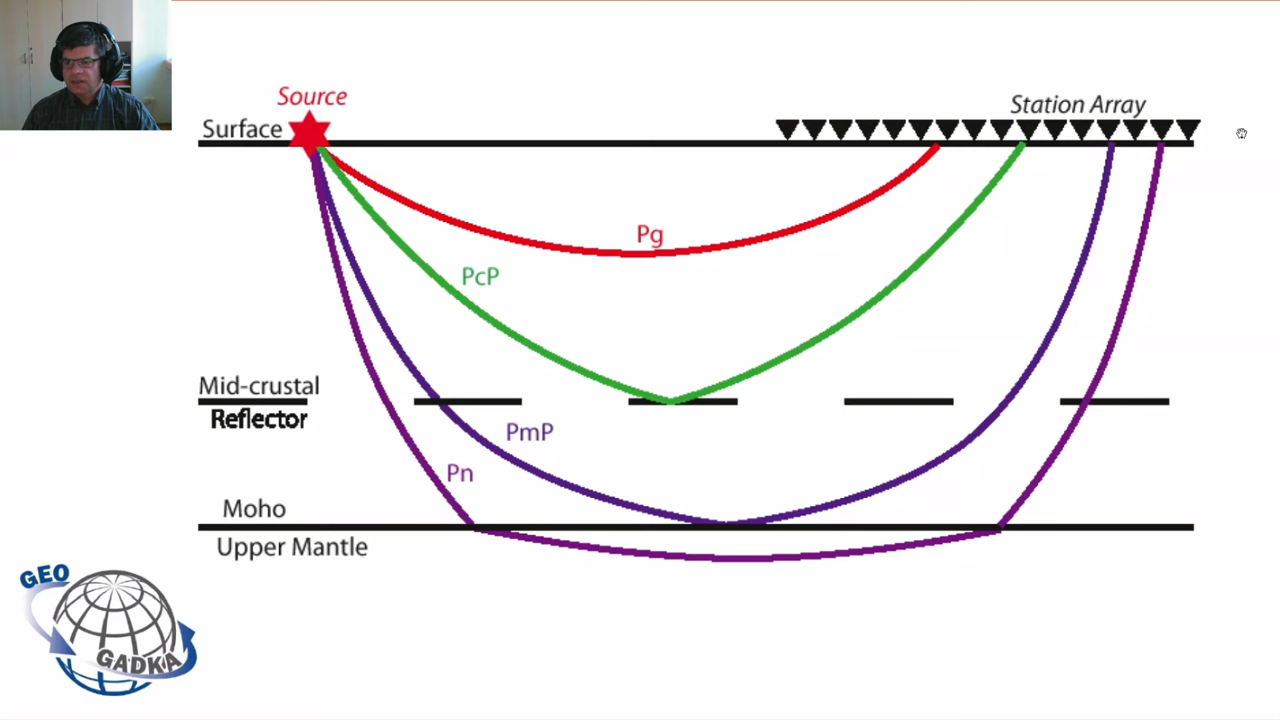 Source
Station Array
Surface
Pg
PcP
Mid-crustal
Reflector
PmP
Pn
Moho
Upper Mantle
GEO
GADKA